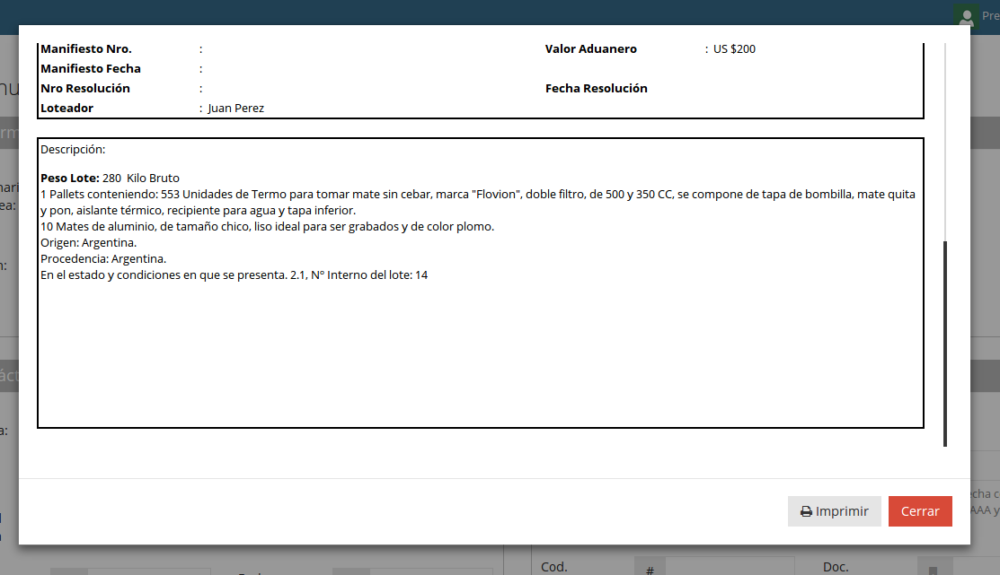 Pre
Manifiesto Nro. : Valor Aduanero : US $200
Manifiesto Fecha :
Nro Resolución : Fecha Resolución
Loteador : Juan Perez
Descripción:
Peso Lote: 280 Kilo Bruto
1 Pallets conteniendo: 553 Unidades de Termo para tomar mate sin cebar, marca "Flovion", doble filtro, de 500 y 350 CC, se compone de tapa de bombilla, mate quita
y pon, aislante térmico, recipiente para agua y tapa inferior.
10 Mates de aluminio, de tamaño chico, liso ideal para ser grabados y de color plomo.
Origen: Argentina.
Procedencia: Argentina.
En el estado y condiciones en que se presenta. 2.1, Nº Interno del lote: 14
Imprimir Cerrar
echa c
AAA y
Cod. # Doc.